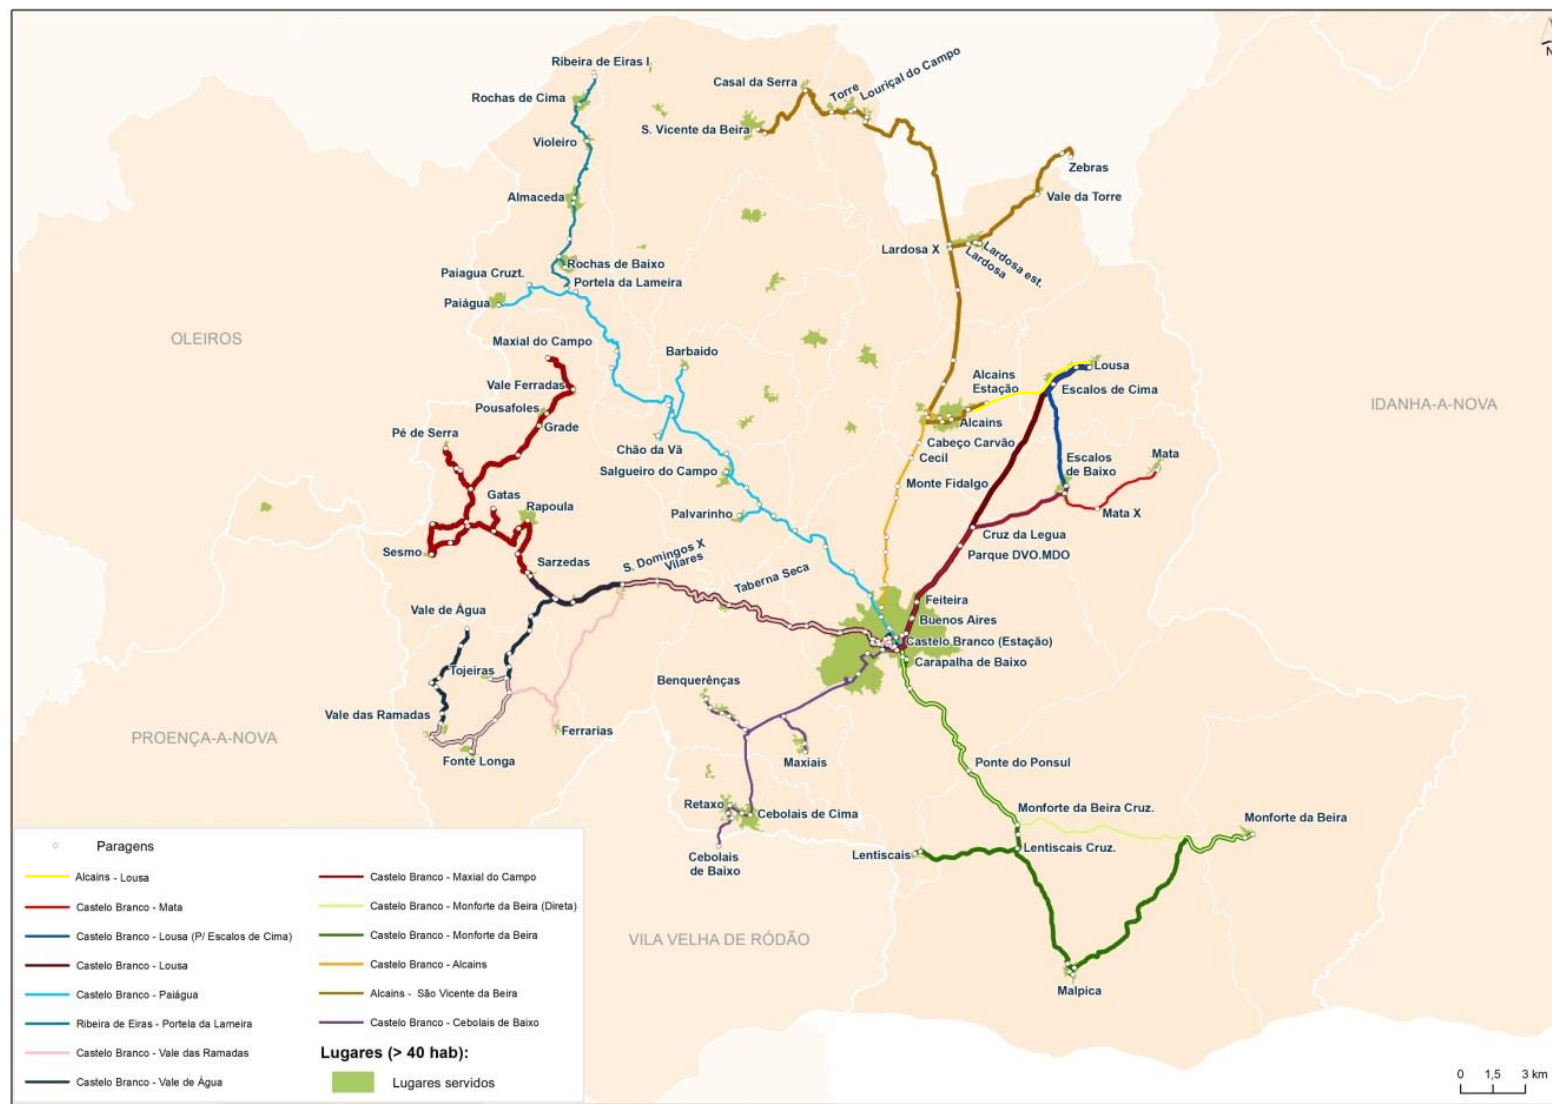 N
Ribeira de Eiras I
Rochas de Cima
Violeiro
Almaceda
Rochas de Baixo
Portela da Lameira
Paiagua Cruzt.
Paiágua
Casal da Serra
Torre
Louriçal do Campo
S. Vicente da Beira
Zebras
Vale da Torre
Lardosa X
Lardosa est.
Lardosa
OLEIROS
Maxial do Campo
Vale Ferradas
Pousafoles
Grade
Pé de Serra
Gatas
Rapoula
Sesmo
Sarzedas
Barbaido
Chão da Vã
Salgueiro do Campo
Palvarinho
Alcains
Estação
Alcains
Cabeço Carvão
Cecil
Monte Fidalgo
Lousa
Escalos de Cima
Escalos
de Baixo
Mata
Mata X
IDANHA-A-NOVA
Cruz da Legua
Parque DVO.MDO
Feiteira
Buenos Aires
Castelo Branco (Estação)
Carapalha de Baixo
S. Domingos X
Vilares
Taberna Seca
Vale de Água
Tojeiras
Vale das Ramadas
Fonte Longa
Ferrarias
PROENÇA-A-NOVA
Benquerênças
Maxiais
Retaxo
Cebolais de Cima
Cebolais
de Baixo
Ponte do Ponsul
Monforte da Beira Cruz.
Monforte da Beira
Lentiscais
Lentiscais Cruz.
Malpica
VILA VELHA DE RÓDÃO
Paragens
Alcains - Lousa
Castelo Branco - Mata
Castelo Branco - Lousa (P/ Escalos de Cima)
Castelo Branco - Lousa
Castelo Branco - Paiágua
Ribeira de Eiras - Portela da Lameira
Castelo Branco - Vale das Ramadas
Castelo Branco - Vale de Água
Castelo Branco - Maxial do Campo
Castelo Branco - Monforte da Beira (Direta)
Castelo Branco - Monforte da Beira
Castelo Branco - Alcains
Alcains - São Vicente da Beira
Castelo Branco - Cebolais de Baixo
Lugares (> 40 hab):
Lugares servidos
0 1,5 3 km